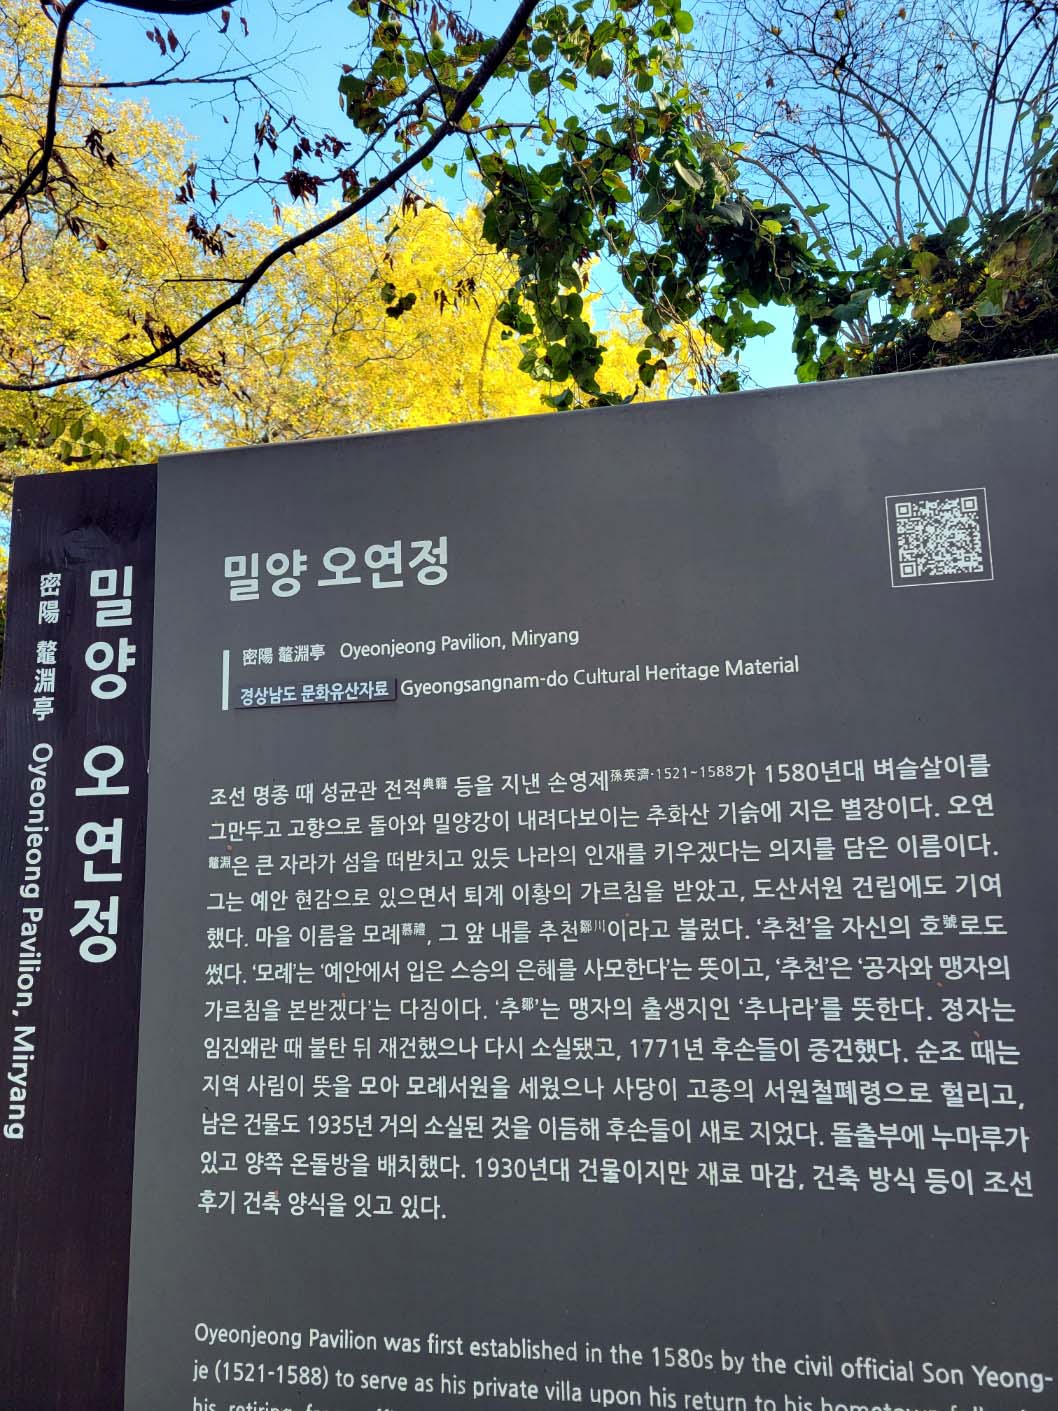 밀양 오연정
密陽 鼇淵亭 Oyeonjeong Pavilion, Miryang
밀양 오연정
密陽 鼇淵亭 Oyeonjeong Pavilion, Miryang
경상남도 문화유산자료 Gyeongsangnam-do Cultural Heritage Material
조선 명종 때 성균관 전적典籍 등을 지낸 손영제孫英濟·1521~1588가 1580년대 벼슬살이를
그만두고 고향으로 돌아와 밀양강이 내려다보이는 추화산 기슭에 지은 별장이다. 오연
鼇淵은 큰 자라가 섬을 떠받치고 있듯 나라의 인재를 키우겠다는 의지를 담은 이름이다.
그는 예안 현감으로 있으면서 퇴계 이황의 가르침을 받았고, 도산서원 건립에도 기여
했다. 마을 이름을 모례慕禮, 그 앞 내를 추천鄒川이라고 불렀다. ‘추천’을 자신의 호號로도
썼다. ‘모례’는 ‘예안에서 입은 스승의 은혜를 사모한다’는 뜻이고, ‘추천’은 ‘공자와 맹자의
가르침을 본받겠다’는 다짐이다. ‘추鄒’는 맹자의 출생지인 ‘추나라’를 뜻한다. 정자는
임진왜란 때 불탄 뒤 재건했으나 다시 소실됐고, 1771년 후손들이 중건했다. 순조 때는
지역 사림이 뜻을 모아 모례서원을 세웠으나 사당이 고종의 서원철폐령으로 헐리고,
남은 건물도 1935년 거의 소실된 것을 이듬해 후손들이 새로 지었다. 돌출부에 누마루가
있고 양쪽 온돌방을 배치했다. 1930년대 건물이지만 재료 마감, 건축 방식 등이 조선
후기 건축 양식을 잇고 있다.
Oyeonjeong Pavilion was first established in the 1580s by the civil official Son Yeong-
je (1521-1588) to serve as his private villa upon his return to his hometown
his retiring